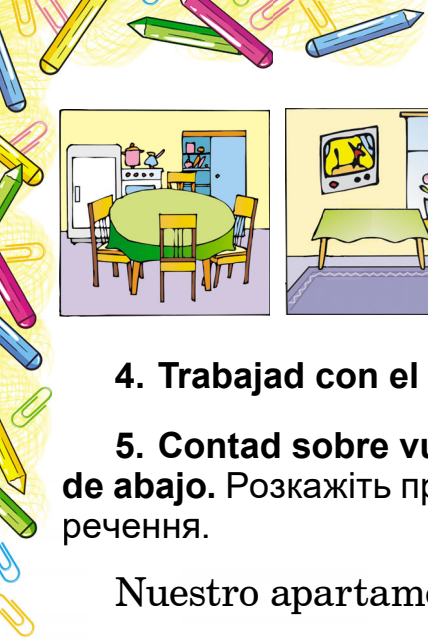 4. Trabajad con el
5. Contad sobre vu
de abajo. Розкажіть пр
речення.
Nuestro apartame